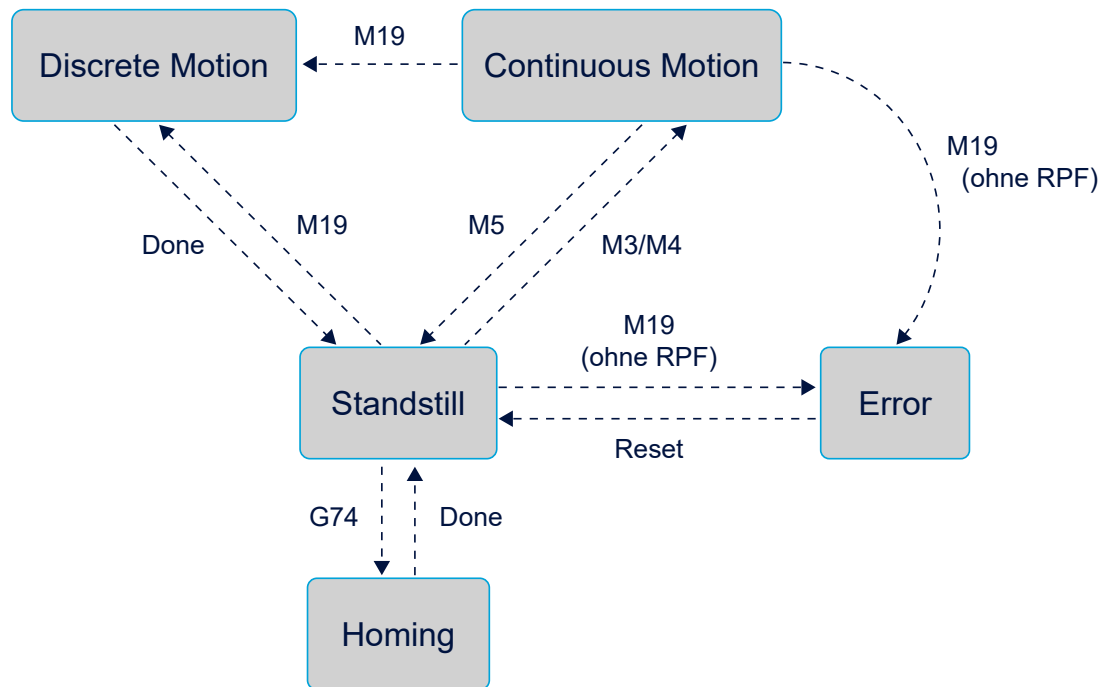 M19
Discrete Motion
Continuous Motion
M19
(ohne RPF)
M19
M5
Done
M3/M4
M19
(ohne RPF)
Standstill
Error
Reset
G74
Done
Homing